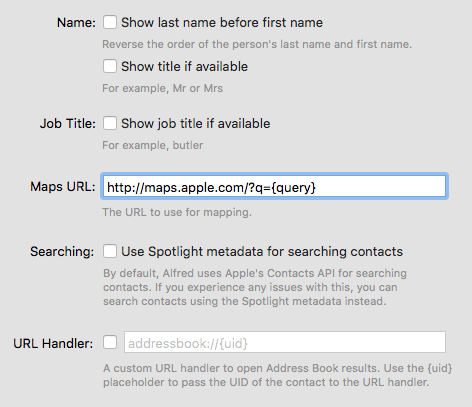 Name: Show last name before first name
Reverse the order of the person's last name and first name.
Show title if available
For example, Mr or Mrs
Job Title: Show job title if available
For example, butler
Maps URL: http://maps.apple.com/?q={query}
The URL to use for mapping.
Searching: Use Spotlight metadata for searching contacts
By default, Alfred uses Apple's Contacts API for searching
contacts. If you experience any issues with this, you can
search contacts using the Spotlight metadata instead.
URL Handler: addressbook://{uid}
A custom URL handler to open Address Book results. Use the {uid}
placeholder to pass the UID of the contact to the URL handler.